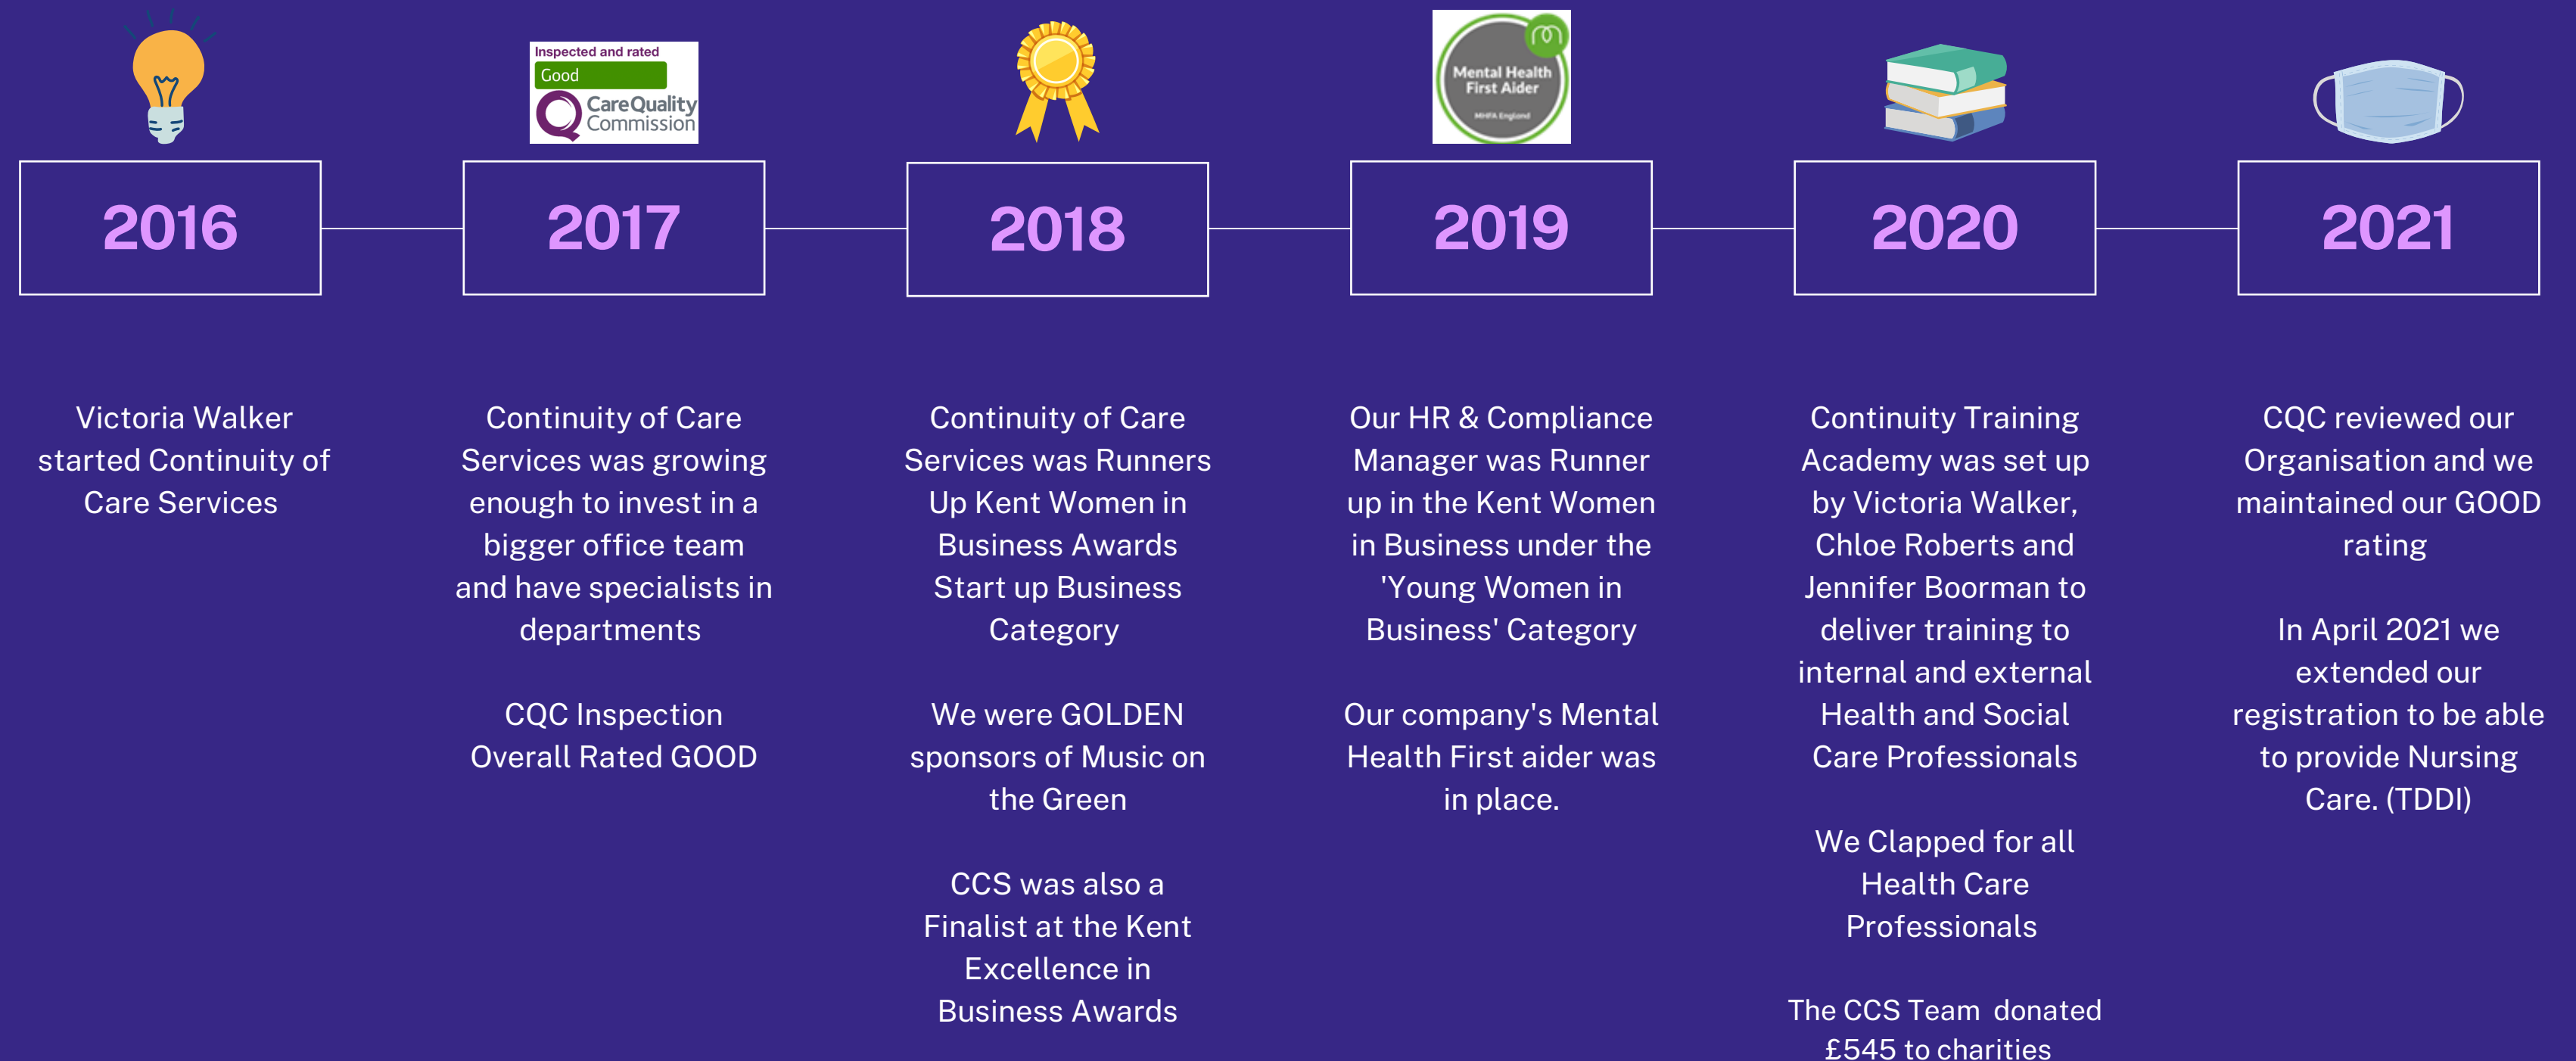 Inspected and rated
Good
CareQuality
Commission
Mental Health
First Aider
MHFA England
2016
2017
2018
2019
2020
2021
Victoria Walker
started Continuity of
Care Services
Continuity of Care
Services was growing
enough to invest in a
bigger office team
and have specialists in
departments
CQC Inspection
Overall Rated GOOD
Continuity of Care
Services was Runners
Up Kent Women in
Business Awards
Start up Business
Category
We were GOLDEN
sponsors of Music on
the Green
CCS was also a
Finalist at the Kent
Excellence in
Business Awards
Our HR & Compliance
Manager was Runner
up in the Kent Women
in Business under the
'Young Women in
Business' Category
Our company's Mental
Health First aider was
in place.
Continuity Training
Academy was set up
by Victoria Walker,
Chloe Roberts and
Jennifer Boorman to
deliver training to
internal and external
Health and Social
Care Professionals
We Clapped for all
Health Care
Professionals
The CCS Team donated
£545 to charities
CQC reviewed our
Organisation and we
maintained our GOOD
rating
In April 2021 we
extended our
registration to be able
to provide Nursing
Care. (TDDI)